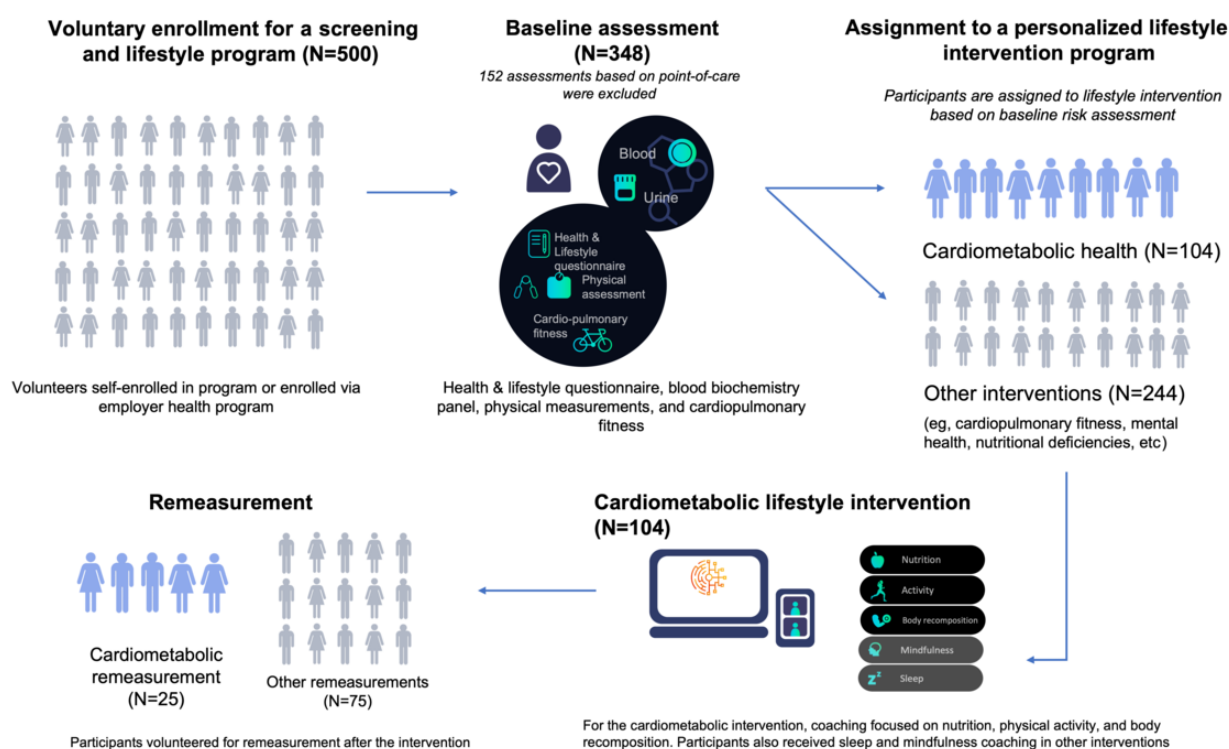 Voluntary enrollment for a screening
and lifestyle program (N=500)
Volunteers self-enrolled in program or enrolled via
employer health program
Baseline assessment
(N=348)
152 assessments based on point-of-care
were excluded
Blood
Urine
Health &
Lifestyle
questionnaire
Physical
assessment
Cardio-pulmonary
fitness
Health & lifestyle questionnaire, blood biochemistry
panel, physical measurements, and cardiopulmonary
fitness
Assignment to a personalized lifestyle
intervention program
Participants are assigned to lifestyle intervention
based on baseline risk assessment
Cardiometabolic health (N=104)
Other interventions (N=244)
(eg, cardiopulmonary fitness, mental
health, nutritional deficiencies, etc)
Cardiometabolic lifestyle intervention
(N=104)
Nutrition
Activity
Body recomposition
Mindfulness
Sleep
For the cardiometabolic intervention, coaching focused on nutrition, physical activity, and body
recomposition. Participants also received sleep and mindfulness coaching in other interventions
Remeasurement
Cardiometabolic
remeasurement
(N=25)
Other remeasurements
(N=75)
Participants volunteered for remeasurement after the intervention